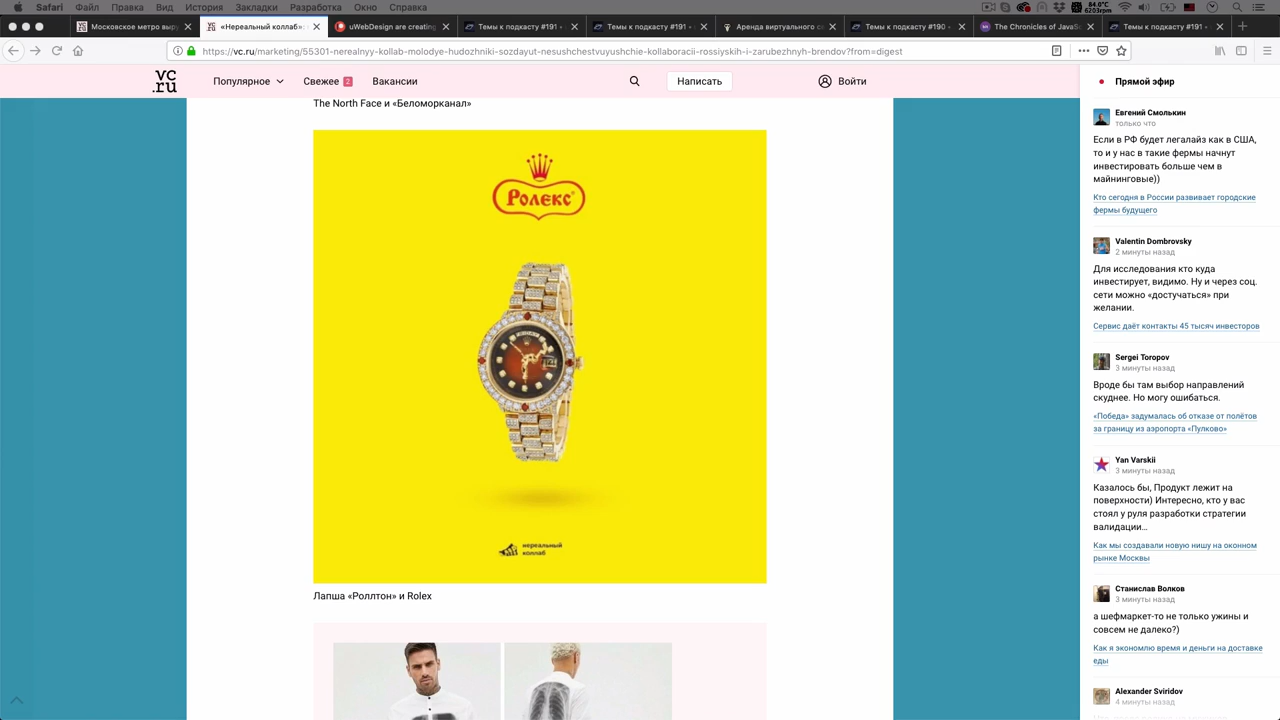 Safari Файл Правка Вид История Закладки Разработка Окно Справка
84.0°C
6203rpm
Московское метро выр
«Нереальный коллаб»:
uWebDesign are creating
Темы к подкасту #191
Темы к подкасту #191
Аренда виртуального с
Темы к подкасту #190
The Chronicles of JavaS
Темы к подкасту #191
https://vc.ru/marketing/55301-nerealnyy-kollab-molodye-hudozhniki-sozdayut-nesushchestvuyushchie-kollaboracii-rossiyskih-i-zarubezhnyh-brendov?from=digest
vc.ru
Популярное
Свежее 2
Вакансии
Написать
Войти
The North Face и «Беломорканал»
Ролекс
нереальный
коллаб
Лапша «Роллтон» и Rolex
Прямой эфир
Евгений Смолькин
только что
Если в РФ будет легалайз как в США,
то и у нас в такие фермы начнут
инвестировать больше чем в
майнинговые))
Кто сегодня в России развивает городские
фермы будущего
Valentin Dombrovsky
2 минуты назад
Для исследования кто куда
инвестирует, видимо. Ну и через соц.
сети можно «достучаться» при
желании.
Сервис даёт контакты 45 тысяч инвесторов
Sergei Toropov
3 минуты назад
Вроде бы там выбор направлений
скуднее. Но могу ошибаться.
«Победа» задумалась об отказе от полётов
за границу из аэропорта «Пулково»
Yan Varskii
3 минуты назад
Казалось бы, Продукт лежит на
поверхности) Интересно, кто у вас
стоял у руля разработки стратегии
валидации…
Как мы создавали новую нишу на оконном
рынке Москвы
Станислав Волков
3 минуты назад
а шефмаркет-то не только ужины и
совсем не далеко?)
Как я экономлю время и деньги на доставке
еды
Alexander Sviridov
4 минуты назад